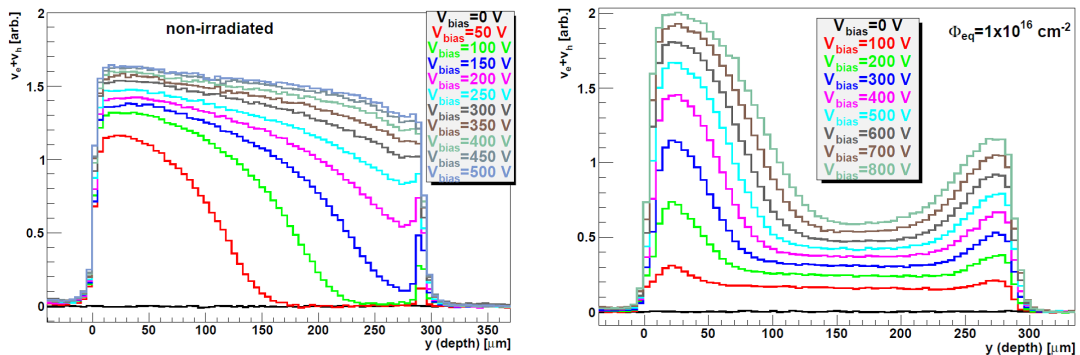 non-irradiated
v_e+v_h [arb.]
V_bias=0 V
V_bias=50 V
V_bias=100 V
V_bias=150 V
V_bias=200 V
V_bias=250 V
V_bias=300 V
V_bias=350 V
V_bias=400 V
V_bias=450 V
V_bias=500 V
2
1.5
1
0.5
0
0 50 100 150 200 250 300 350
y (depth) [μm]
v_e+v_h [arb.]
V_bias=0 V
V_bias=100 V
V_bias=200 V
V_bias=300 V
V_bias=400 V
V_bias=500 V
V_bias=600 V
V_bias=700 V
V_bias=800 V
Φ_eq=1x10^16 cm^-2
2
1.5
1
0.5
0
0 50 100 150 200 250 300
y (depth) [μm]